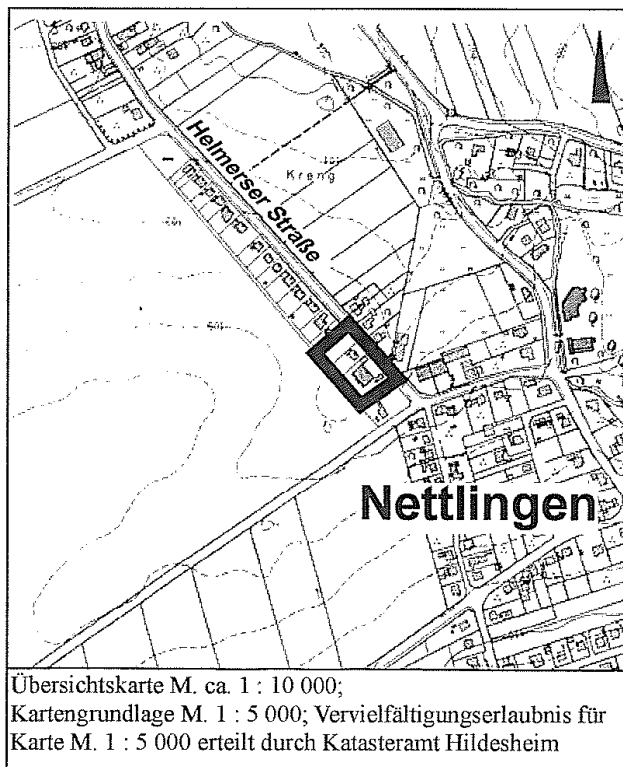 Helmerser Straße
Kreng
Nettlingen
Übersichtskarte M. ca. 1 : 10 000;
Kartengrundlage M. 1 : 5 000; Vervielfältigungserlaubnis für
Karte M. 1 : 5 000 erteilt durch Katasteramt Hildesheim